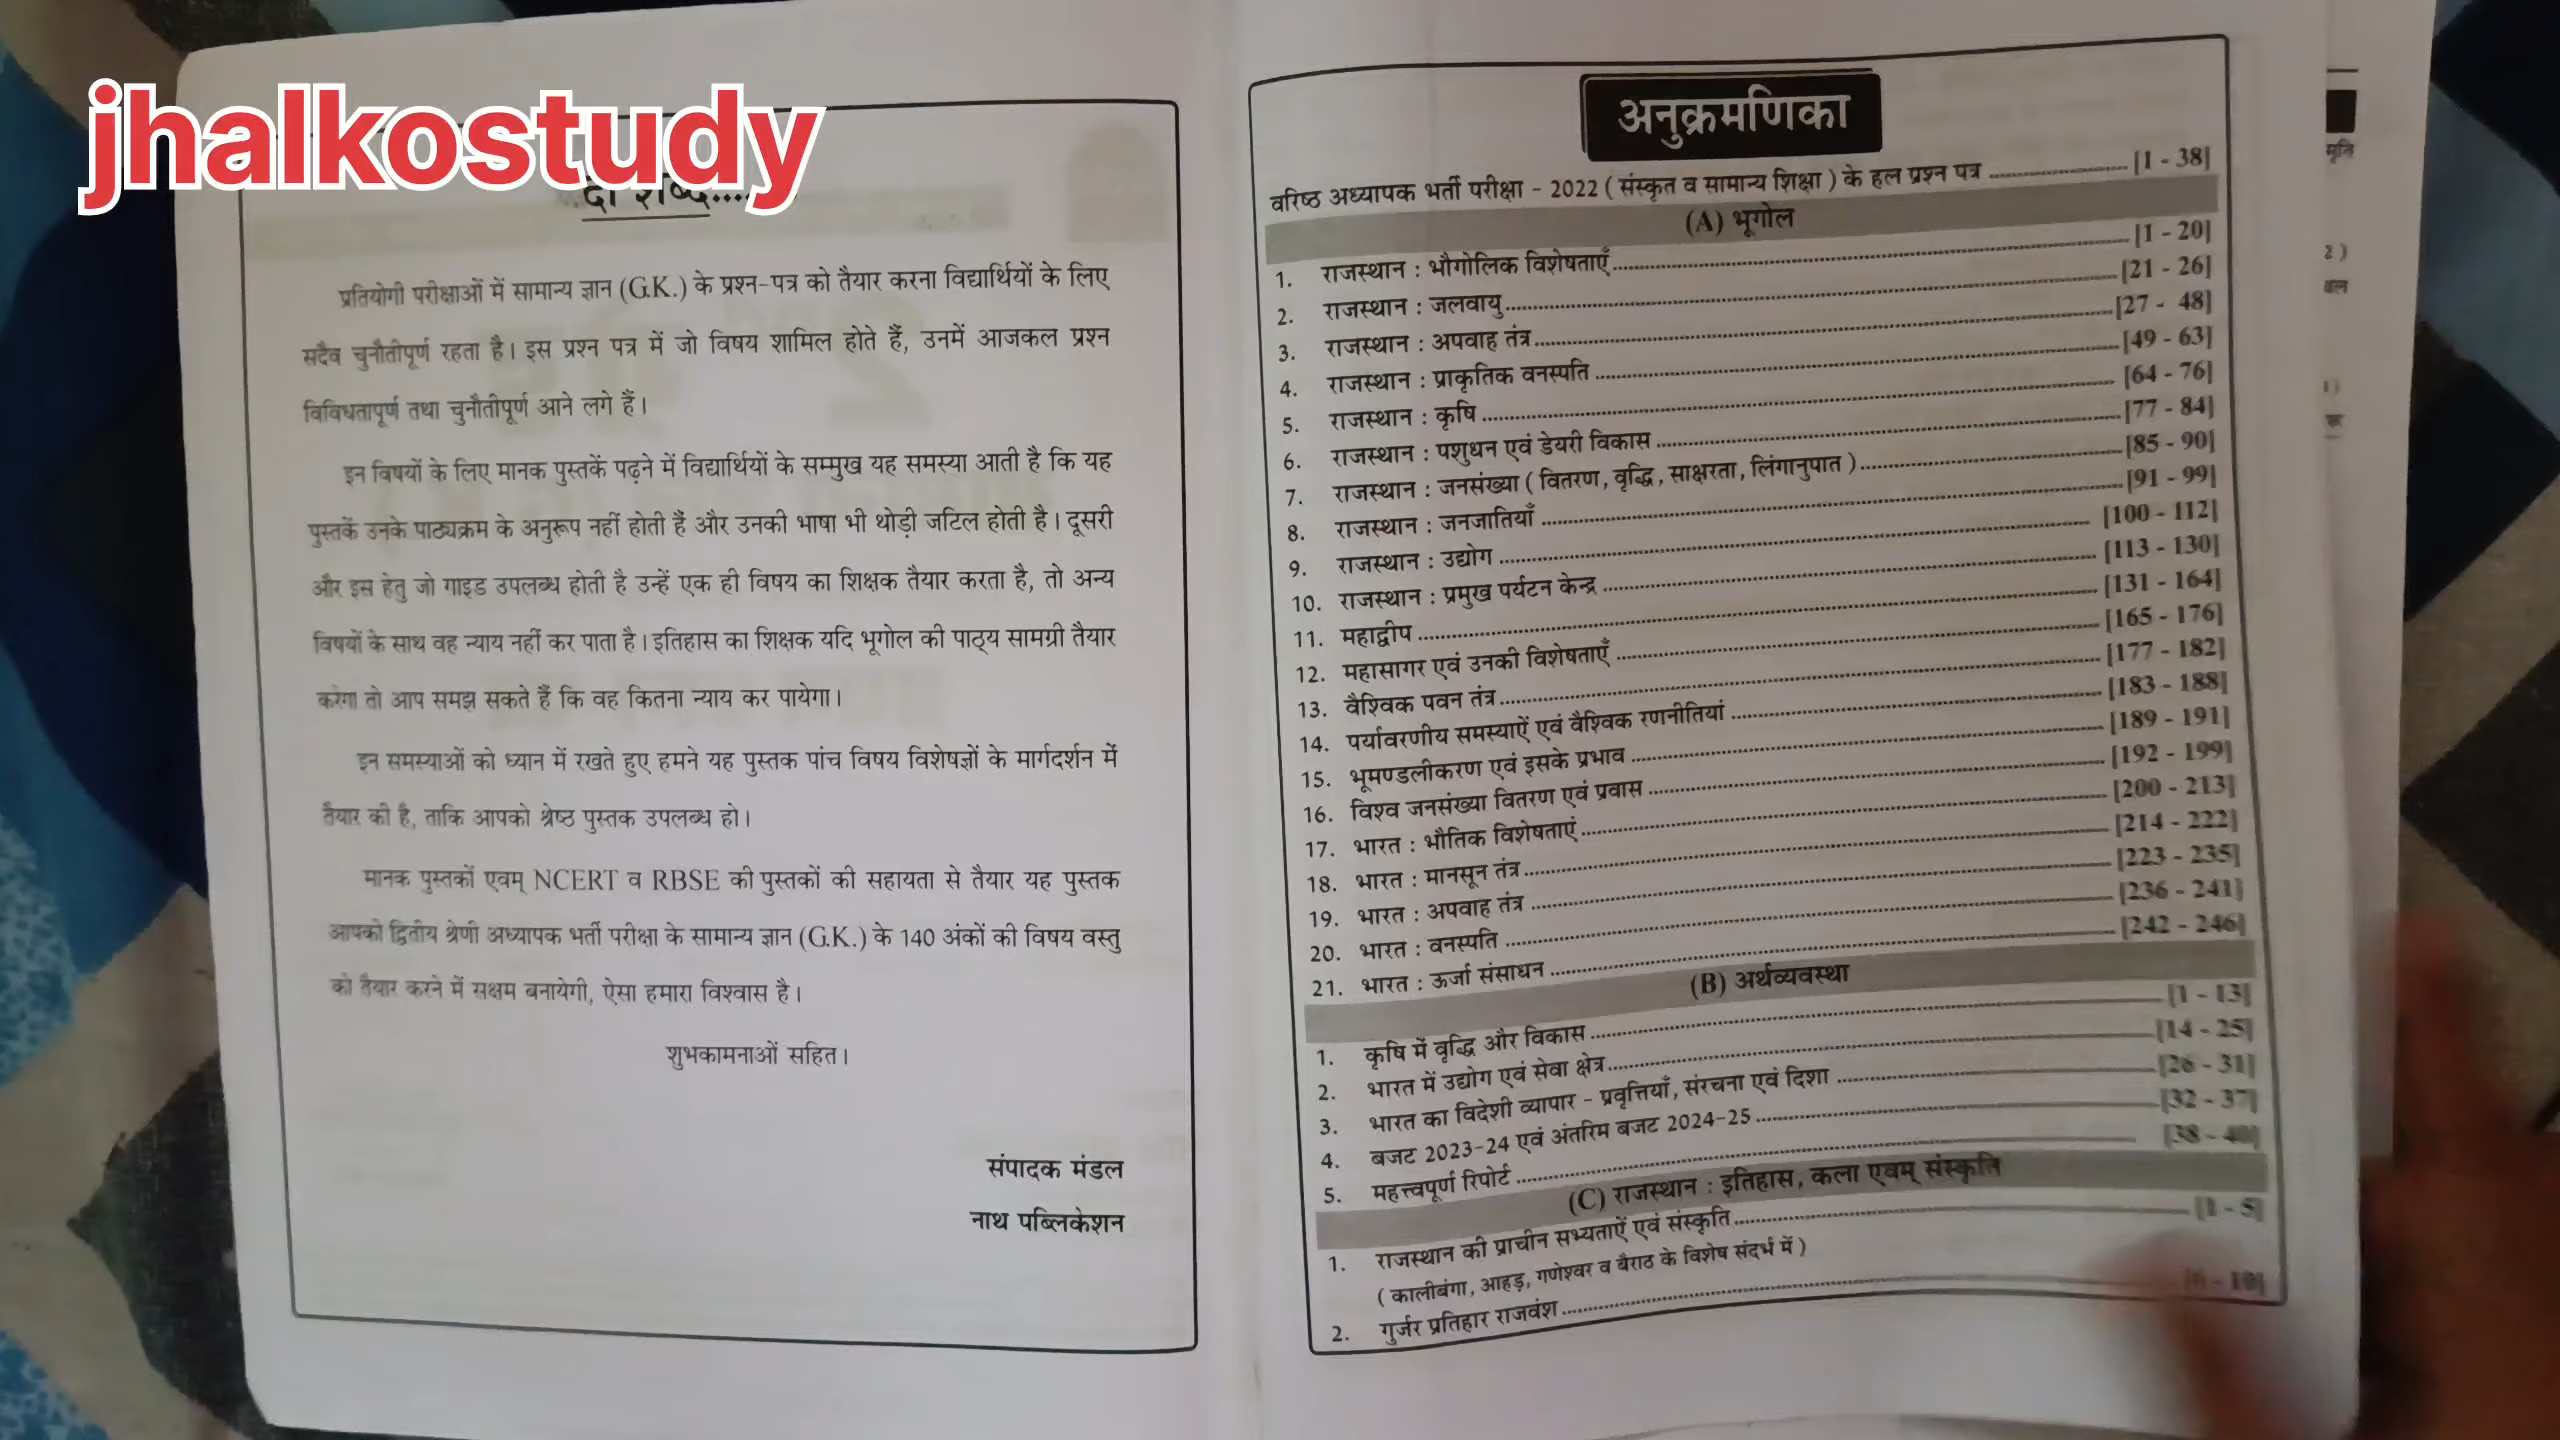 jhalkostudy
दो शब्द....
प्रतियोगी परीक्षाओं में सामान्य ज्ञान (G.K.) के प्रश्न-पत्र को तैयार करना विद्यार्थियों के लिए
सदैव चुनौतीपूर्ण रहता है। इस प्रश्न पत्र में जो विषय शामिल होते हैं, उनमें आजकल प्रश्न
विविधतापूर्ण तथा चुनौतीपूर्ण आने लगे हैं।
इन विषयों के लिए मानक पुस्तकें पढ़ने में विद्यार्थियों के सम्मुख यह समस्या आती है कि यह
पुस्तकें उनके पाठ्यक्रम के अनुरूप नहीं होती हैं और उनकी भाषा भी थोड़ी जटिल होती है। दूसरी
और इस हेतु जो गाइड उपलब्ध होती है उन्हें एक ही विषय का शिक्षक तैयार करता है, तो अन्य
विषयों के साथ वह न्याय नहीं कर पाता है। इतिहास का शिक्षक यदि भूगोल की पाठ्य सामग्री तैयार
करेगा तो आप समझ सकते हैं कि वह कितना न्याय कर पायेगा।
इन समस्याओं को ध्यान में रखते हुए हमने यह पुस्तक पांच विषय विशेषज्ञों के मार्गदर्शन में
तैयार की है, ताकि आपको श्रेष्ठ पुस्तक उपलब्ध हो।
मानक पुस्तकों एवम् NCERT व RBSE की पुस्तकों की सहायता से तैयार यह पुस्तक
आपको द्वितीय श्रेणी अध्यापक भर्ती परीक्षा के सामान्य ज्ञान (G.K.) के 140 अंकों की विषय वस्तु
को तैयार करने में सक्षम बनायेगी, ऐसा हमारा विश्वास है।
शुभकामनाओं सहित।
संपादक मंडल
नाथ पब्लिकेशन
अनुक्रमणिका
वरिष्ठ अध्यापक भर्ती परीक्षा - 2022 ( संस्कृत व सामान्य शिक्षा ) के हल प्रश्न पत्र ........ [1 - 38]
(A) भूगोल
1. राजस्थान : भौगोलिक विशेषताएँ ........ [1 - 20]
2. राजस्थान : जलवायु ........ [21 - 26]
3. राजस्थान : अपवाह तंत्र ........ [27 - 48]
4. राजस्थान : प्राकृतिक वनस्पति ........ [49 - 63]
5. राजस्थान : कृषि ........ [64 - 76]
6. राजस्थान : पशुधन एवं डेयरी विकास ........ [77 - 84]
7. राजस्थान : जनसंख्या ( वितरण, वृद्धि, साक्षरता, लिंगानुपात ) ........ [85 - 90]
8. राजस्थान : जनजातियाँ ........ [91 - 99]
9. राजस्थान : उद्योग ........ [100 - 112]
10. राजस्थान : प्रमुख पर्यटन केन्द्र ........ [113 - 130]
11. महाद्वीप ........ [131 - 164]
12. महासागर एवं उनकी विशेषताएँ ........ [165 - 176]
13. वैश्विक पवन तंत्र ........ [177 - 182]
14. पर्यावरणीय समस्याऐं एवं वैश्विक रणनीतियां ........ [183 - 188]
15. भूमण्डलीकरण एवं इसके प्रभाव ........ [189 - 191]
16. विश्व जनसंख्या वितरण एवं प्रवास ........ [192 - 199]
17. भारत : भौतिक विशेषताएं ........ [200 - 213]
18. भारत : मानसून तंत्र ........ [214 - 222]
19. भारत : अपवाह तंत्र ........ [223 - 235]
20. भारत : वनस्पति ........ [236 - 241]
21. भारत : ऊर्जा संसाधन ........ [242 - 246]
(B) अर्थव्यवस्था
1. कृषि में वृद्धि और विकास ........ [1 - 13]
2. भारत में उद्योग एवं सेवा क्षेत्र ........ [14 - 25]
3. भारत का विदेशी व्यापार - प्रवृत्तियाँ, संरचना एवं दिशा ........ [26 - 31]
4. बजट 2023-24 एवं अंतरिम बजट 2024-25 ........ [32 - 37]
5. महत्त्वपूर्ण रिपोर्ट ........
(C) राजस्थान : इतिहास, कला एवम् संस्कृति
1. राजस्थान की प्राचीन सभ्यताऐं एवं संस्कृति ........ [1 - 5]
( कालीबंगा, आहड़, गणेश्वर व बैराठ के विशेष संदर्भ में )
2. गुर्जर प्रतिहार राजवंश ........